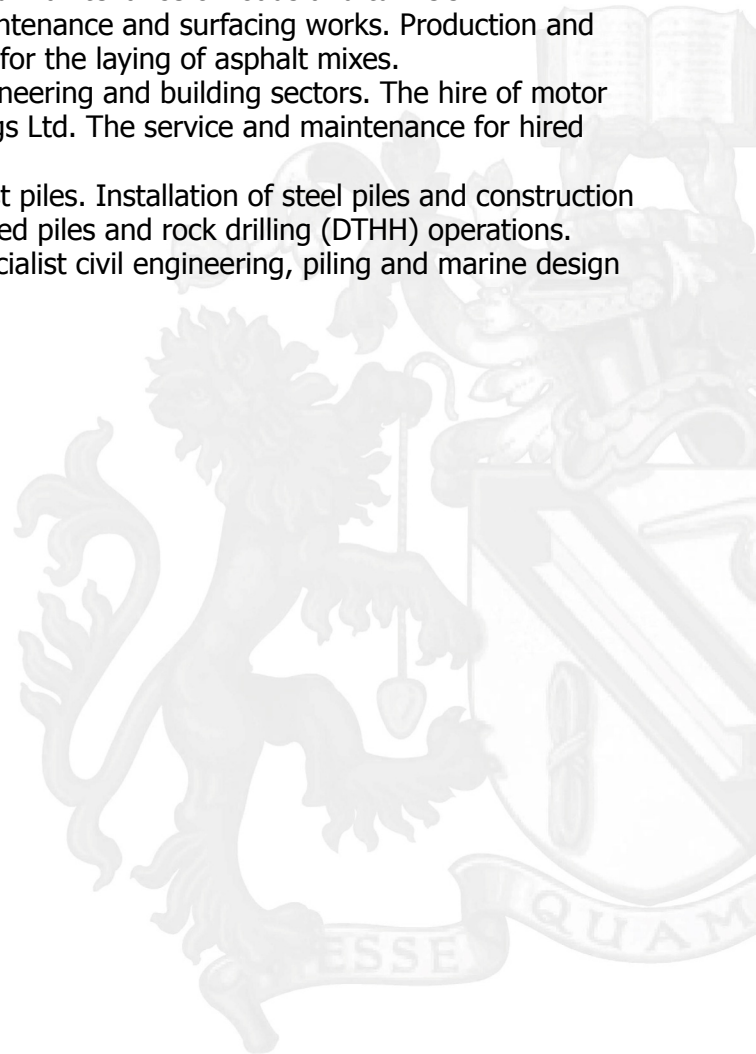 ntenance and surfacing works. Production and
for the laying of asphalt mixes.
neering and building sectors. The hire of motor
gs Ltd. The service and maintenance for hired
t piles. Installation of steel piles and construction
ed piles and rock drilling (DTHH) operations.
cialist civil engineering, piling and marine design
ESSE
QUAM